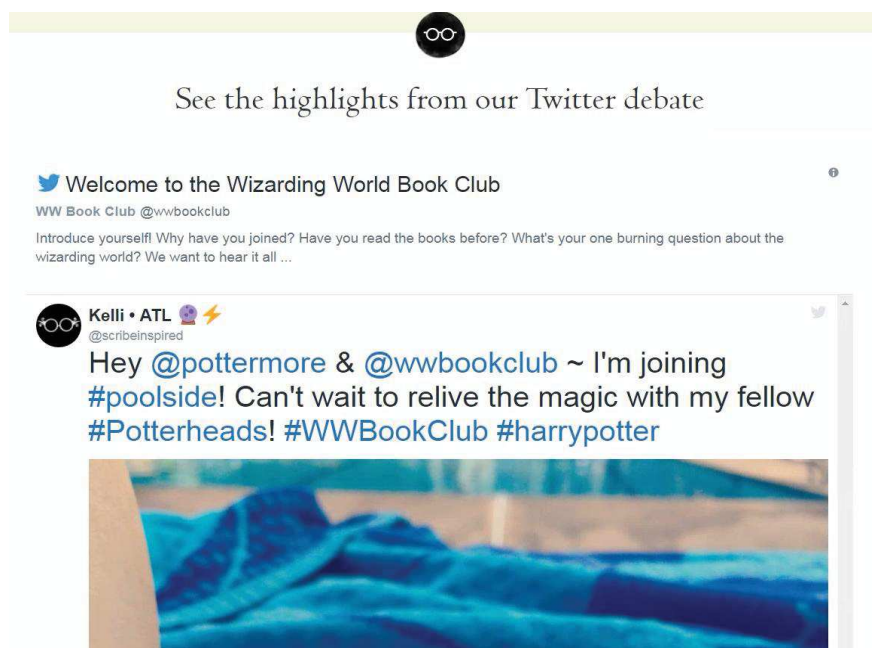 See the highlights from our Twitter debate
Welcome to the Wizarding World Book Club
WW Book Club @wwbookclub
Introduce yourself! Why have you joined? Have you read the books before? What's your one burning question about the
wizarding world? We want to hear it all ...
Kelli • ATL 🔮⚡
@scribeinspired
Hey @pottermore & @wwbookclub ~ I'm joining
#poolside! Can't wait to relive the magic with my fellow
#Potterheads! #WWBookClub #harrypotter